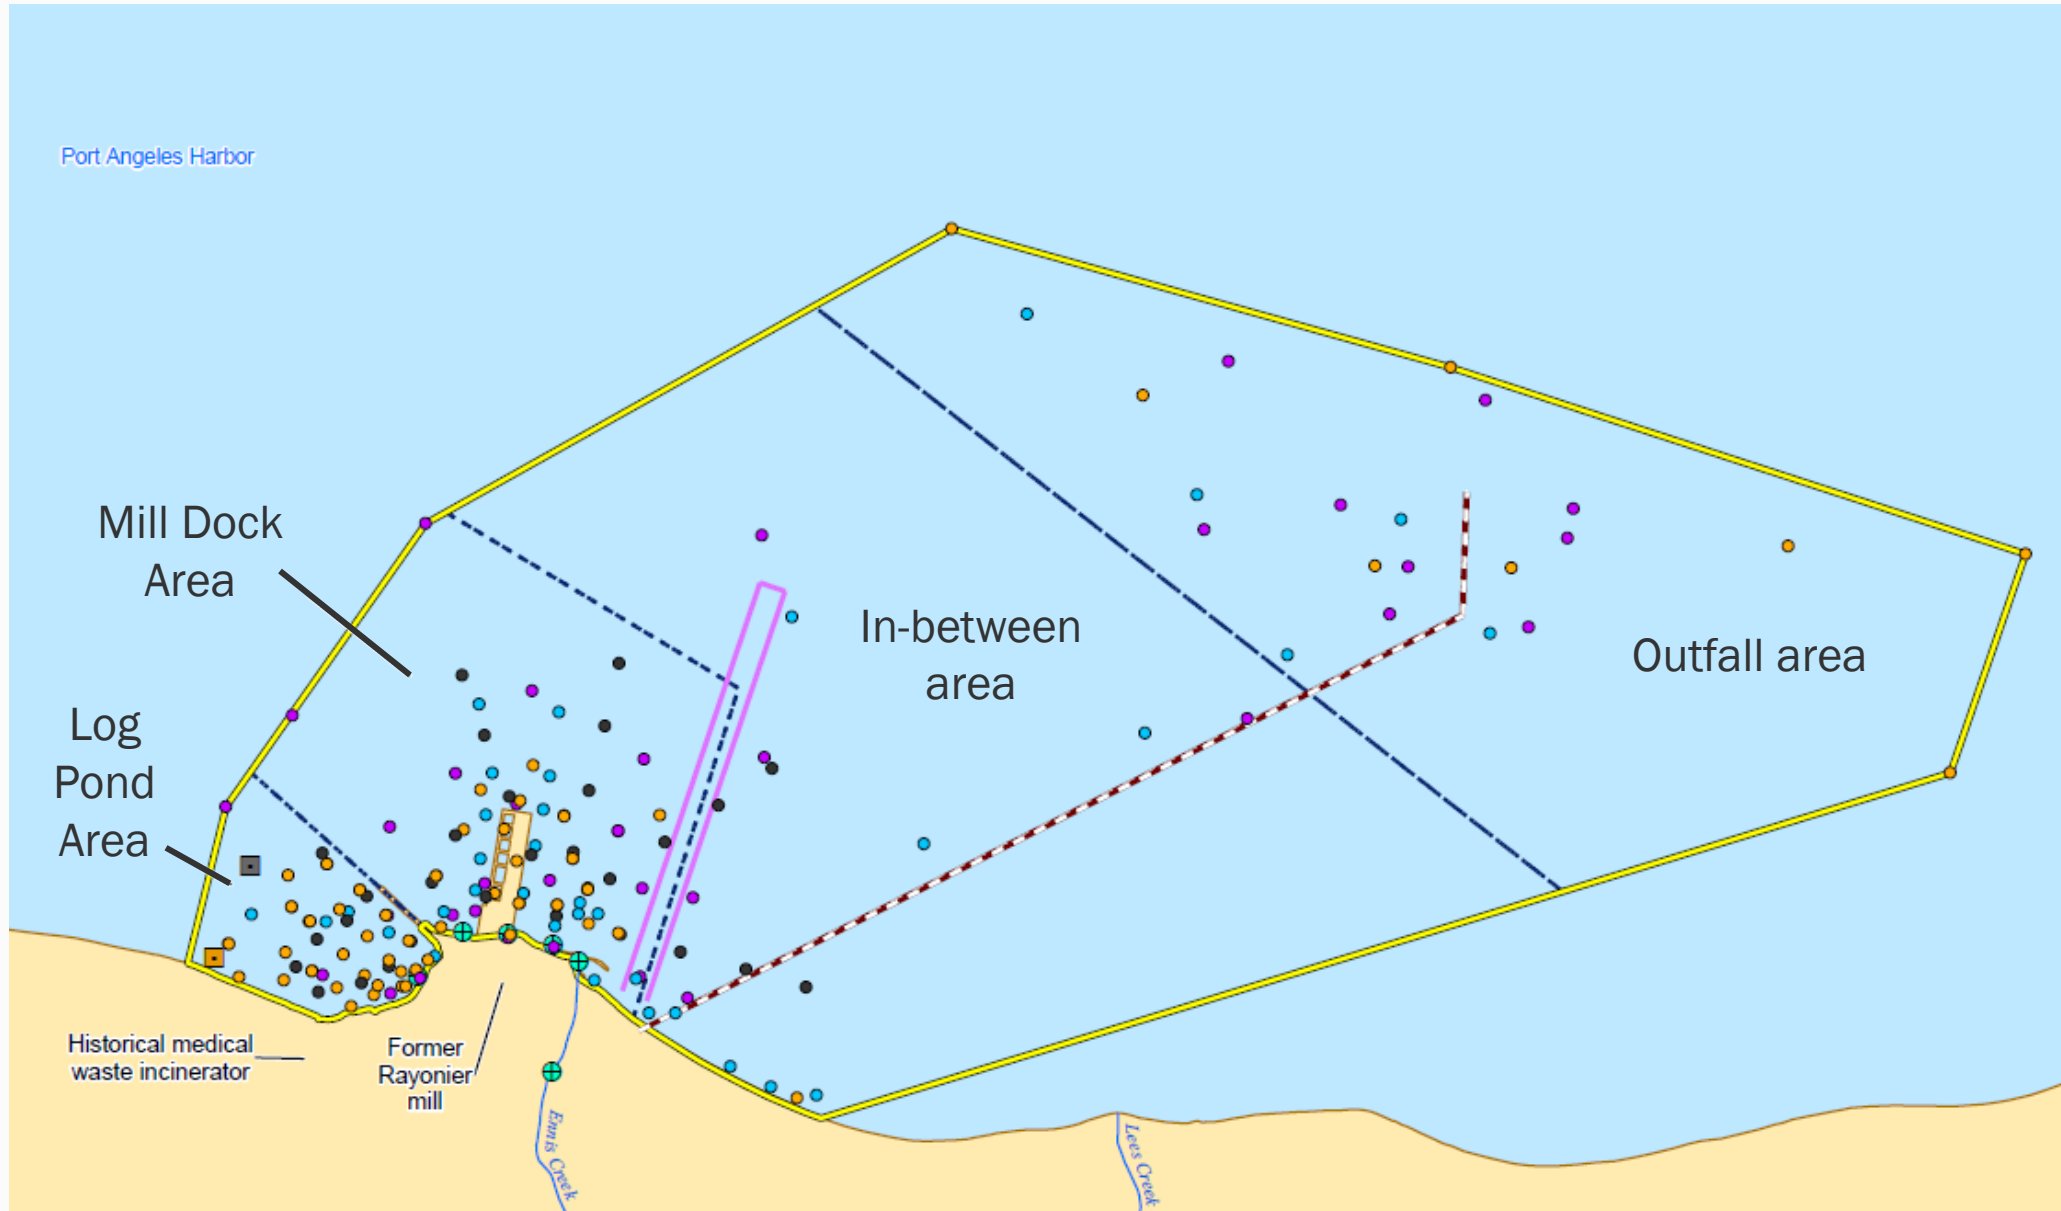 Port Angeles Harbor
Mill Dock
Area
In-between
area
Outfall area
Log
Pond
Area
Historical medical
waste incinerator
Former
Rayonier
mill
Ennis Creek
Lees Creek